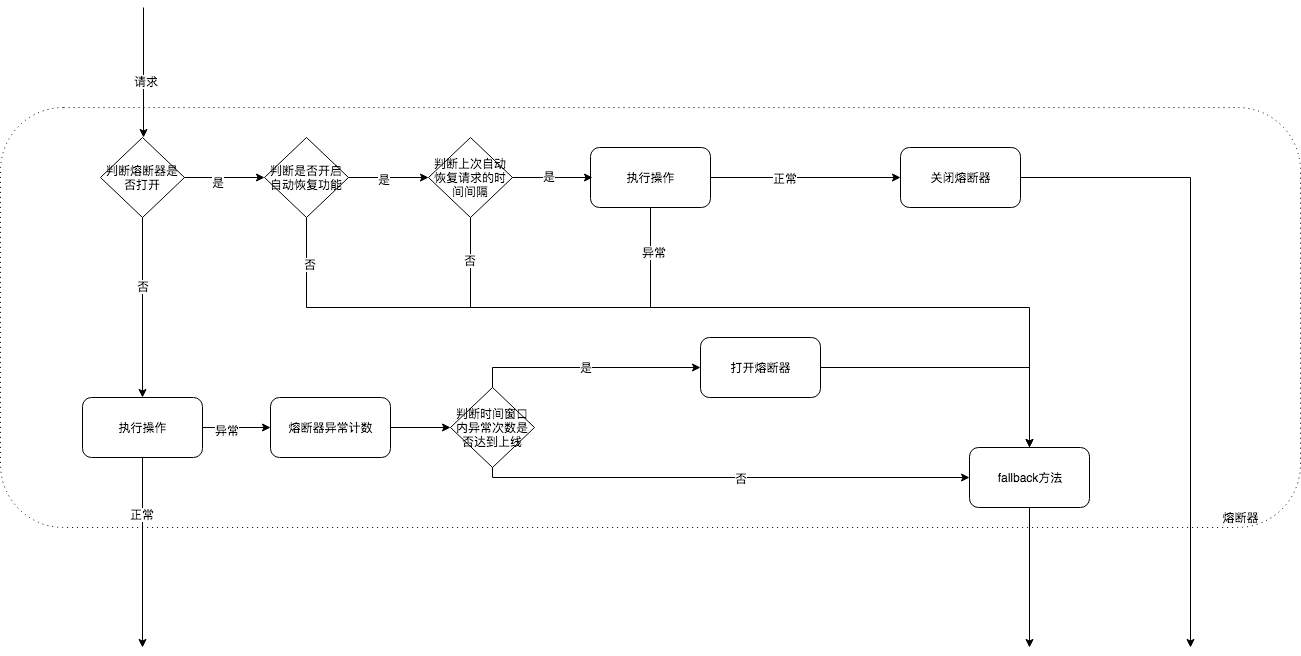 请求
判断熔断器是
否打开
是
判断是否开启
自动恢复功能
是
判断上次自动
恢复请求的时
间间隔
是
执行操作
正常
关闭熔断器
否
否
否
异常
执行操作
异常
熔断器异常计数
判断时间窗口
内异常次数是
否达到上线
是
打开熔断器
否
fallback方法
正常
熔断器